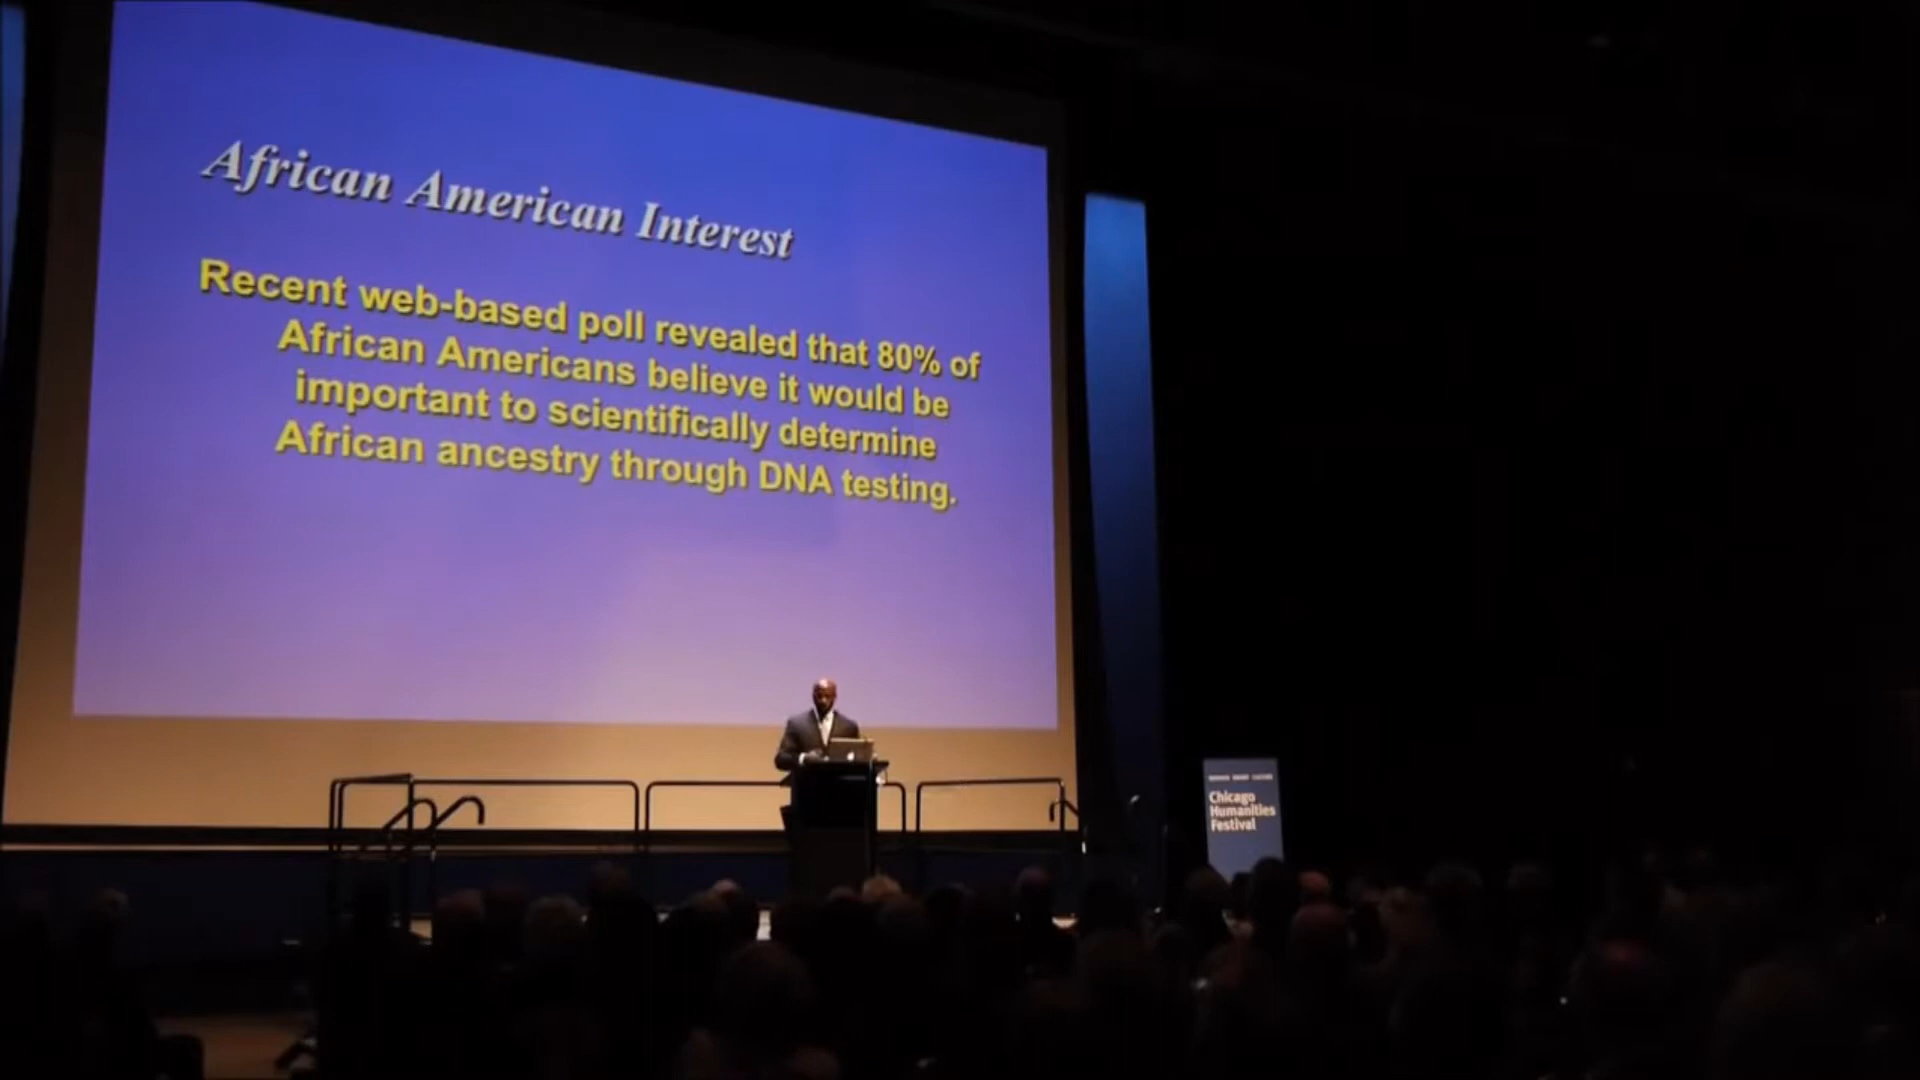 African American Interest
Recent web-based poll revealed that 80% of
African Americans believe it would be
important to scientifically determine
African ancestry through DNA testing.
Chicago
Humanities
Festival